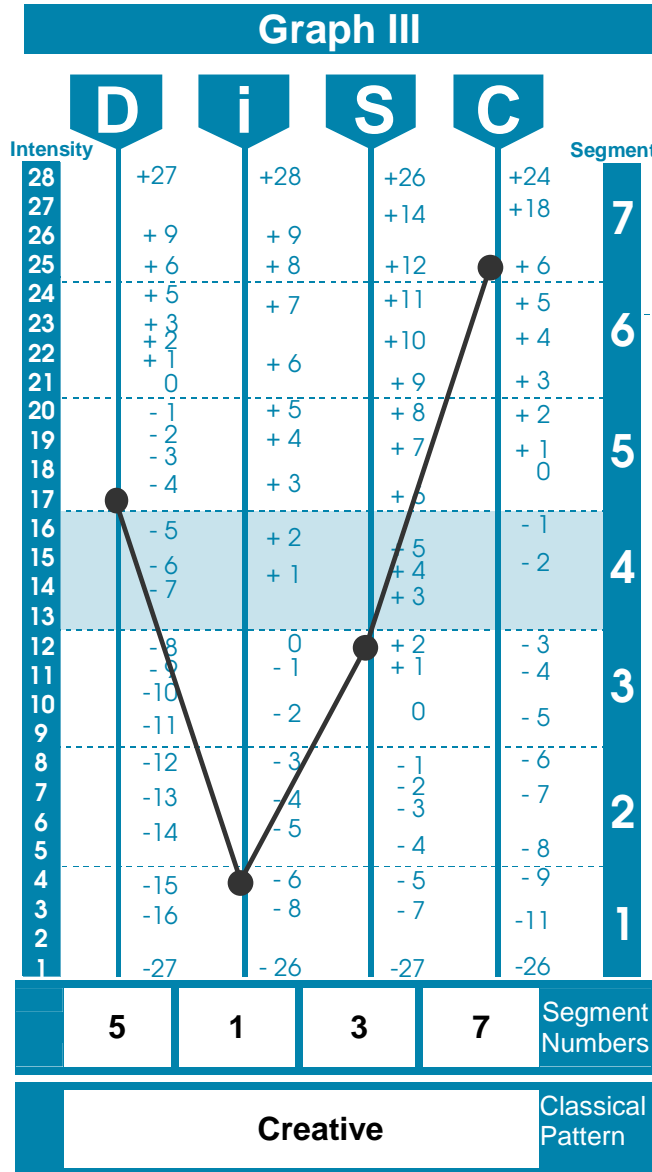 Graph III
D i S C
Intensity Segment
28 +27 +28 +26 +24
27 +14 +18 7
26 + 9 + 9
25 + 6 + 8 +12 + 6
24 + 5 + 7 +11 + 5
23 + 3 6
+ 2 +10 + 4
22 + 1 + 6
21 0 + 9 + 3
20 - 1 + 5 + 8 + 2
19 - 2 + 4 + 7 + 1 5
18 - 3 0
17 - 4 + 3 + 6
16 - 5 + 2 - 1
15 - 6 + 5 - 2 4
14 - 7 + 1 + 4
13 + 3
12 - 8 0 + 2 - 3
11 - 9 - 1 + 1 - 4 3
10 -10 - 2 0 - 5
9 -11
8 -12 - 3 - 1 - 6
7 -13 - 4 - 2 - 7 2
- 3
6 -14 - 5
5 - 4 - 8
4 -15 - 6 - 5 - 9
3 -16 - 8 - 7 -11 1
2
1 -27 - 26 -27 -26
5 1 3 7 Segment
Numbers
Creative Classical
Pattern